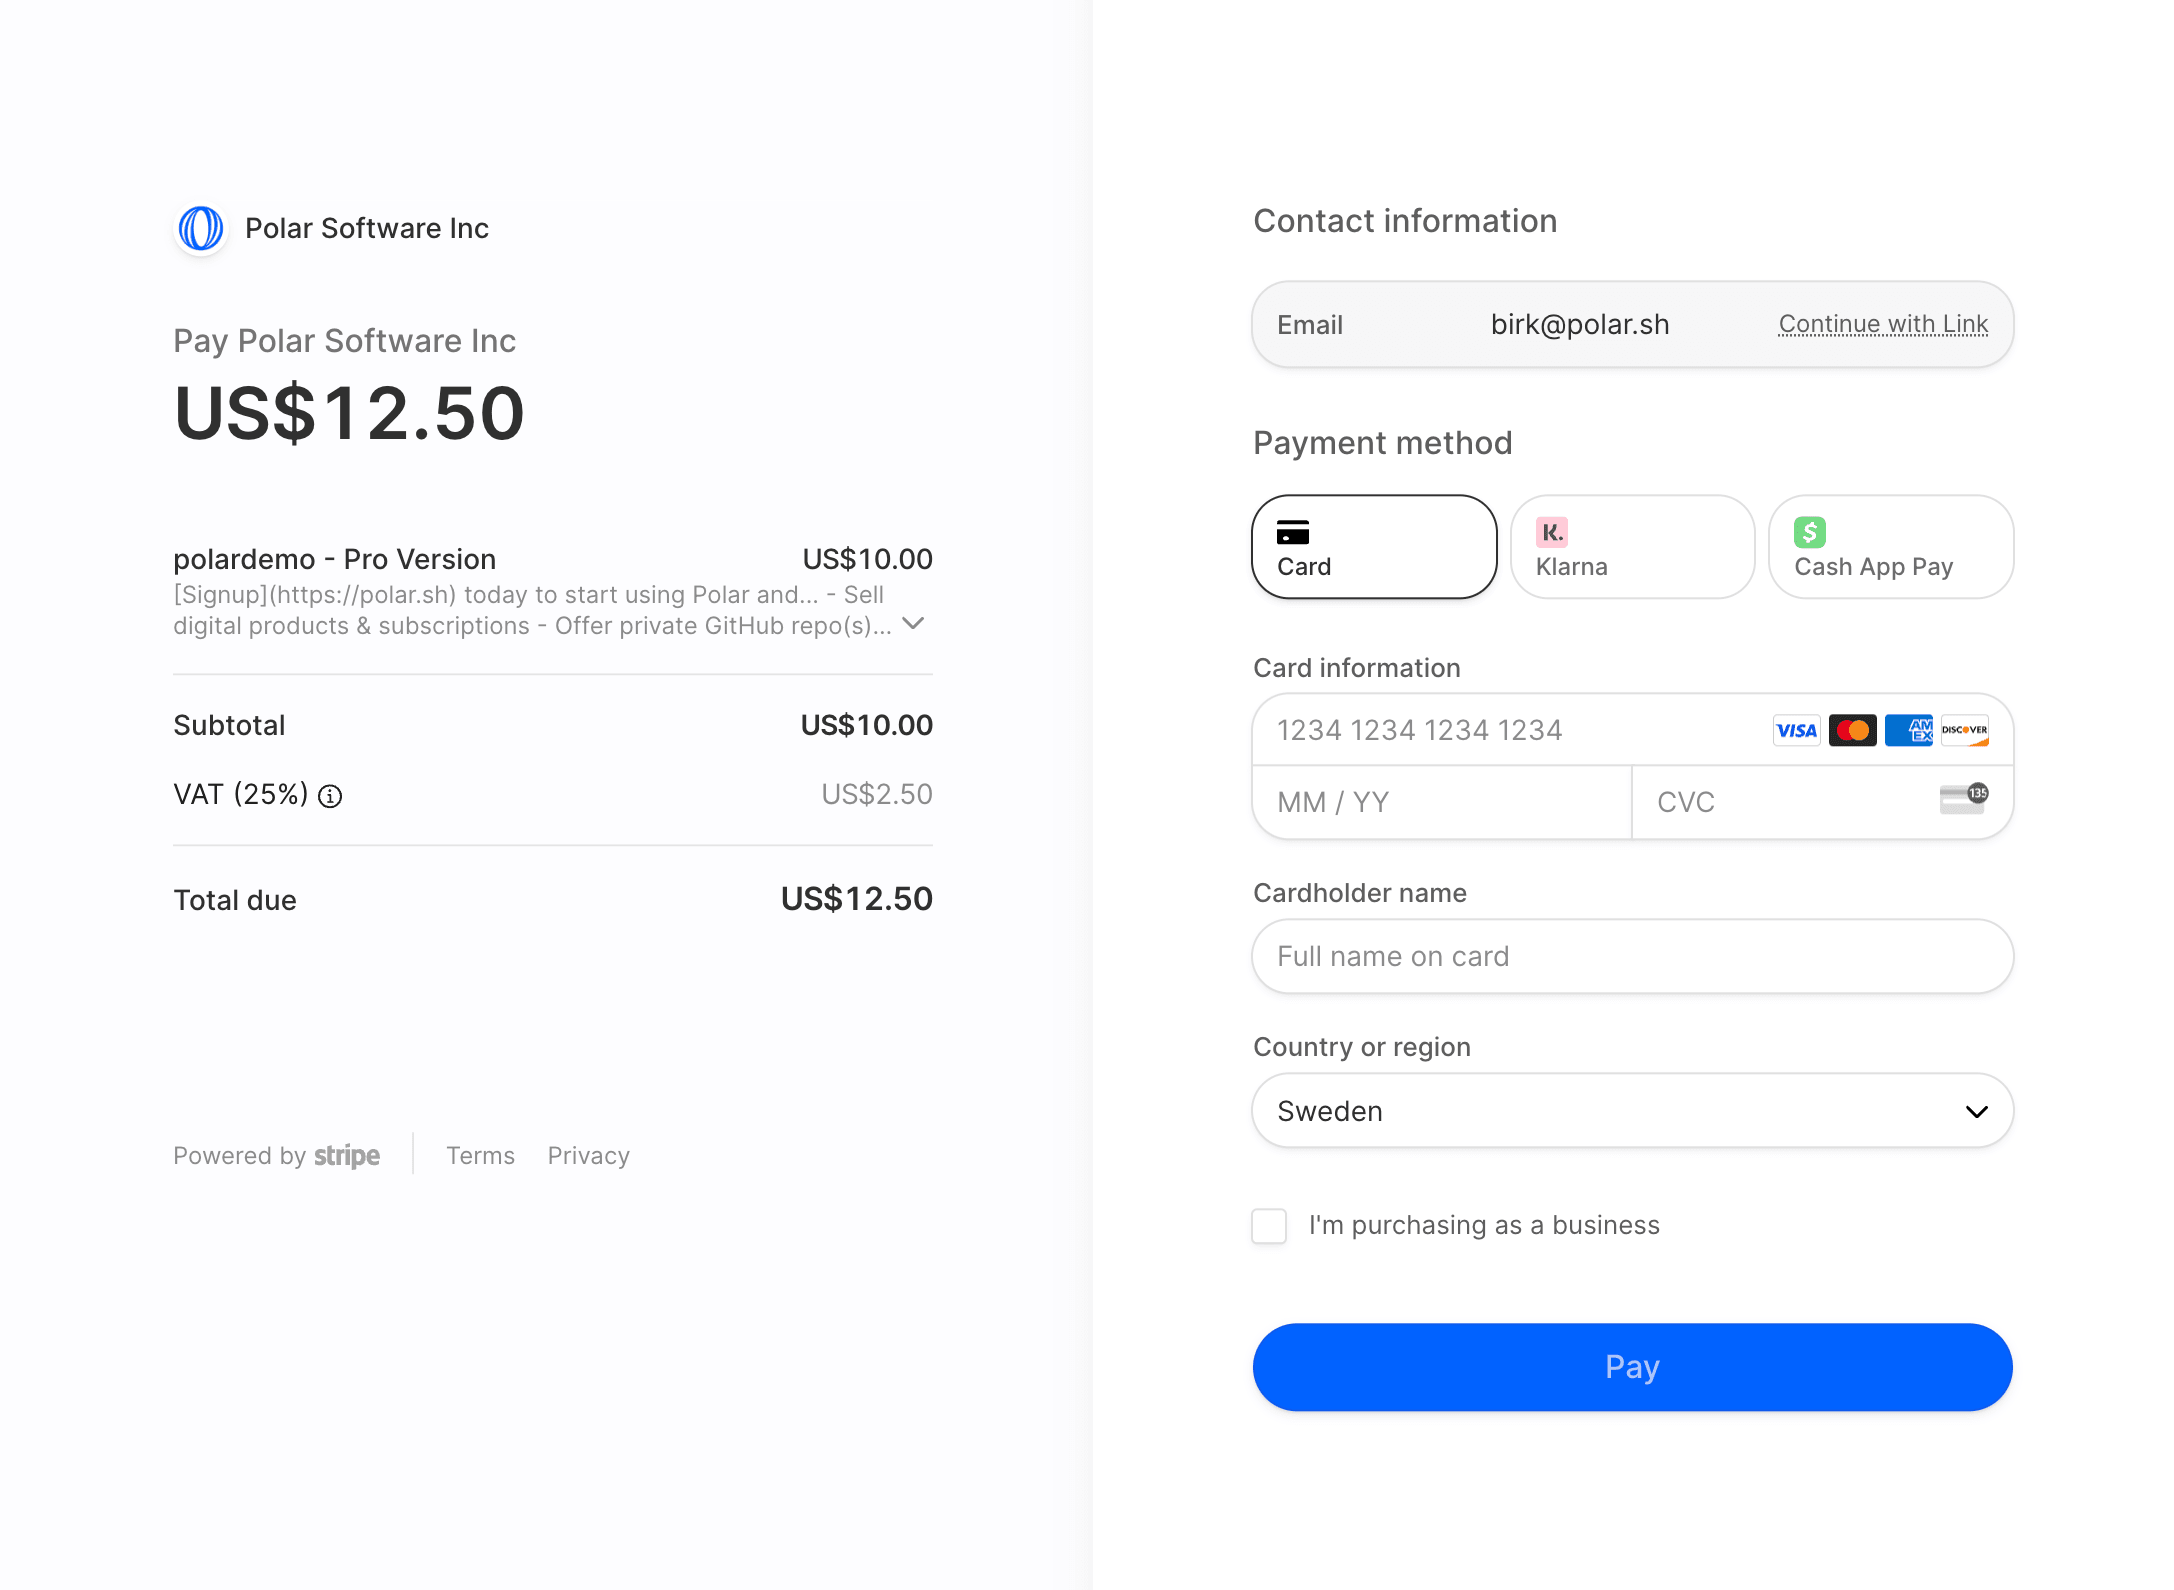 Polar Software Inc
Pay Polar Software Inc
US$12.50
polardemo - Pro Version US$10.00
[Signup](https://polar.sh) today to start using Polar and... - Sell
digital products & subscriptions - Offer private GitHub repo(s)...
Subtotal US$10.00
VAT (25%) US$2.50
Total due US$12.50
Powered by stripe Terms Privacy
Contact information
Email birk@polar.sh Continue with Link
Payment method
Card
K. Klarna
$ Cash App Pay
Card information
1234 1234 1234 1234 VISA AMEX DISCOVER
MM / YY CVC 135
Cardholder name
Full name on card
Country or region
Sweden
I'm purchasing as a business
Pay